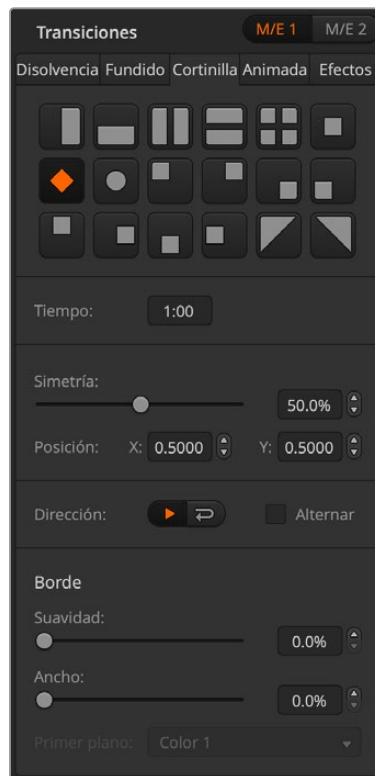 Transiciones M/E 1 M/E 2
Disolvencia Fundido Cortinilla Animada Efectos
Tiempo: 1:00
Simetría:
50.0%
Posición: X: 0.5000 Y: 0.5000
Dirección: Alternar
Borde
Suavidad:
0.0%
Ancho:
0.0%
Primer plano: Color 1